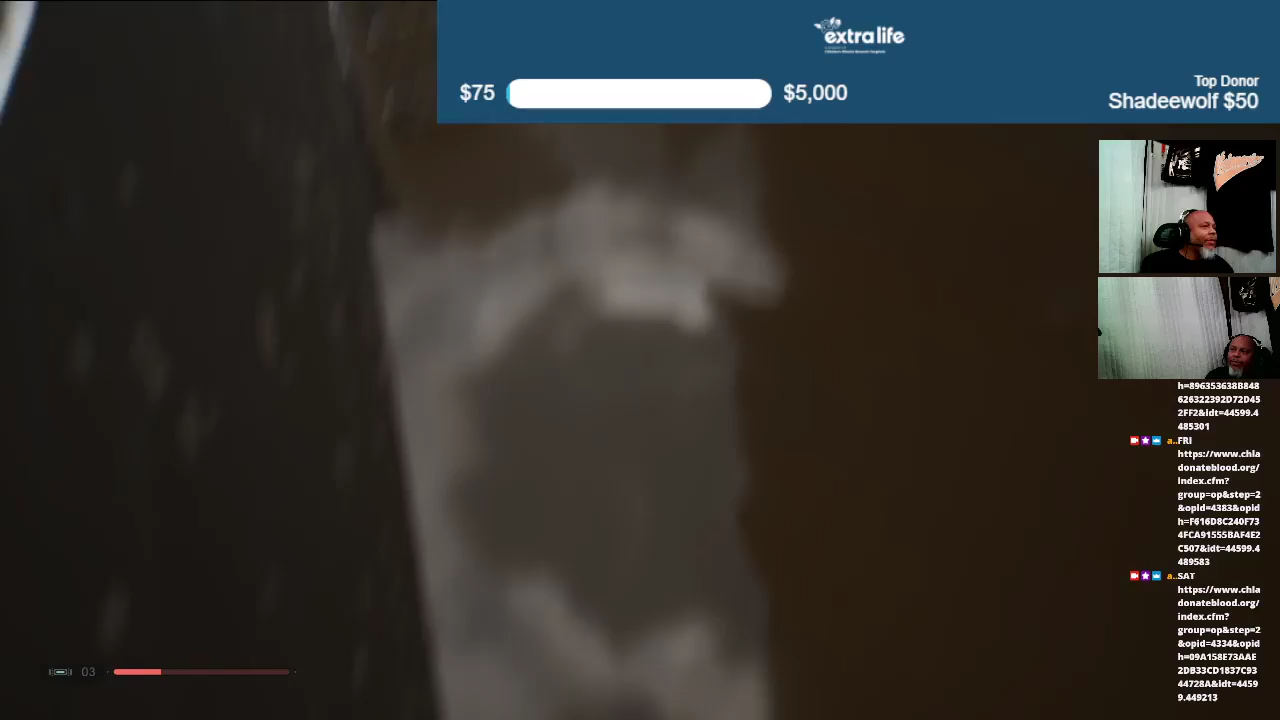 extra life
$75
$5,000
Top Donor
Shadeewolf $50
h=896353638B848
626322392D72D45
2FF2&idt=44599.4
485301
a..FRI
https://www.chla
donateblood.org/
index.cfm?
group=op&step=2
&opid=4383&opid
h=F616D8C240F73
4FCA91555BAF4E2
C507&idt=44599.4
489583
a..SAT
https://www.chla
donateblood.org/
index.cfm?
group=op&step=2
&opid=4334&opid
h=09A158E73AAE
2DB33CD1837C93
44728A&idt=4459
9.449213
03